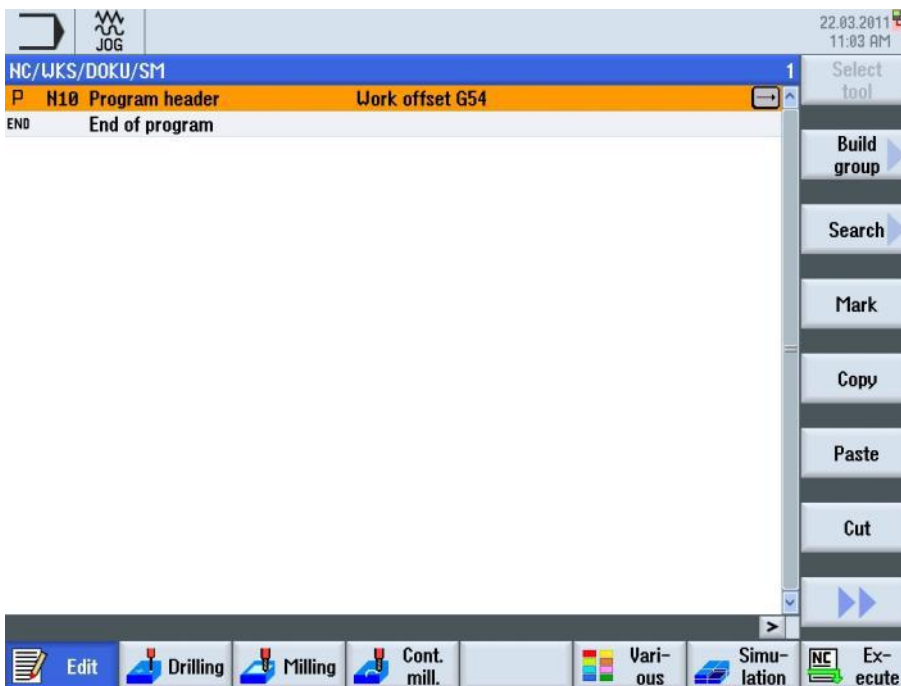 JOG
22.03.2011
11:03 AM
NC/WKS/DOKU/SM 1
P N10 Program header Work offset G54
END End of program
Select
tool
Build
group
Search
Mark
Copy
Paste
Cut
>
Edit
Drilling
Milling
Cont.
mill.
Vari-
ous
Simu-
lation
NC
Ex-
ecute